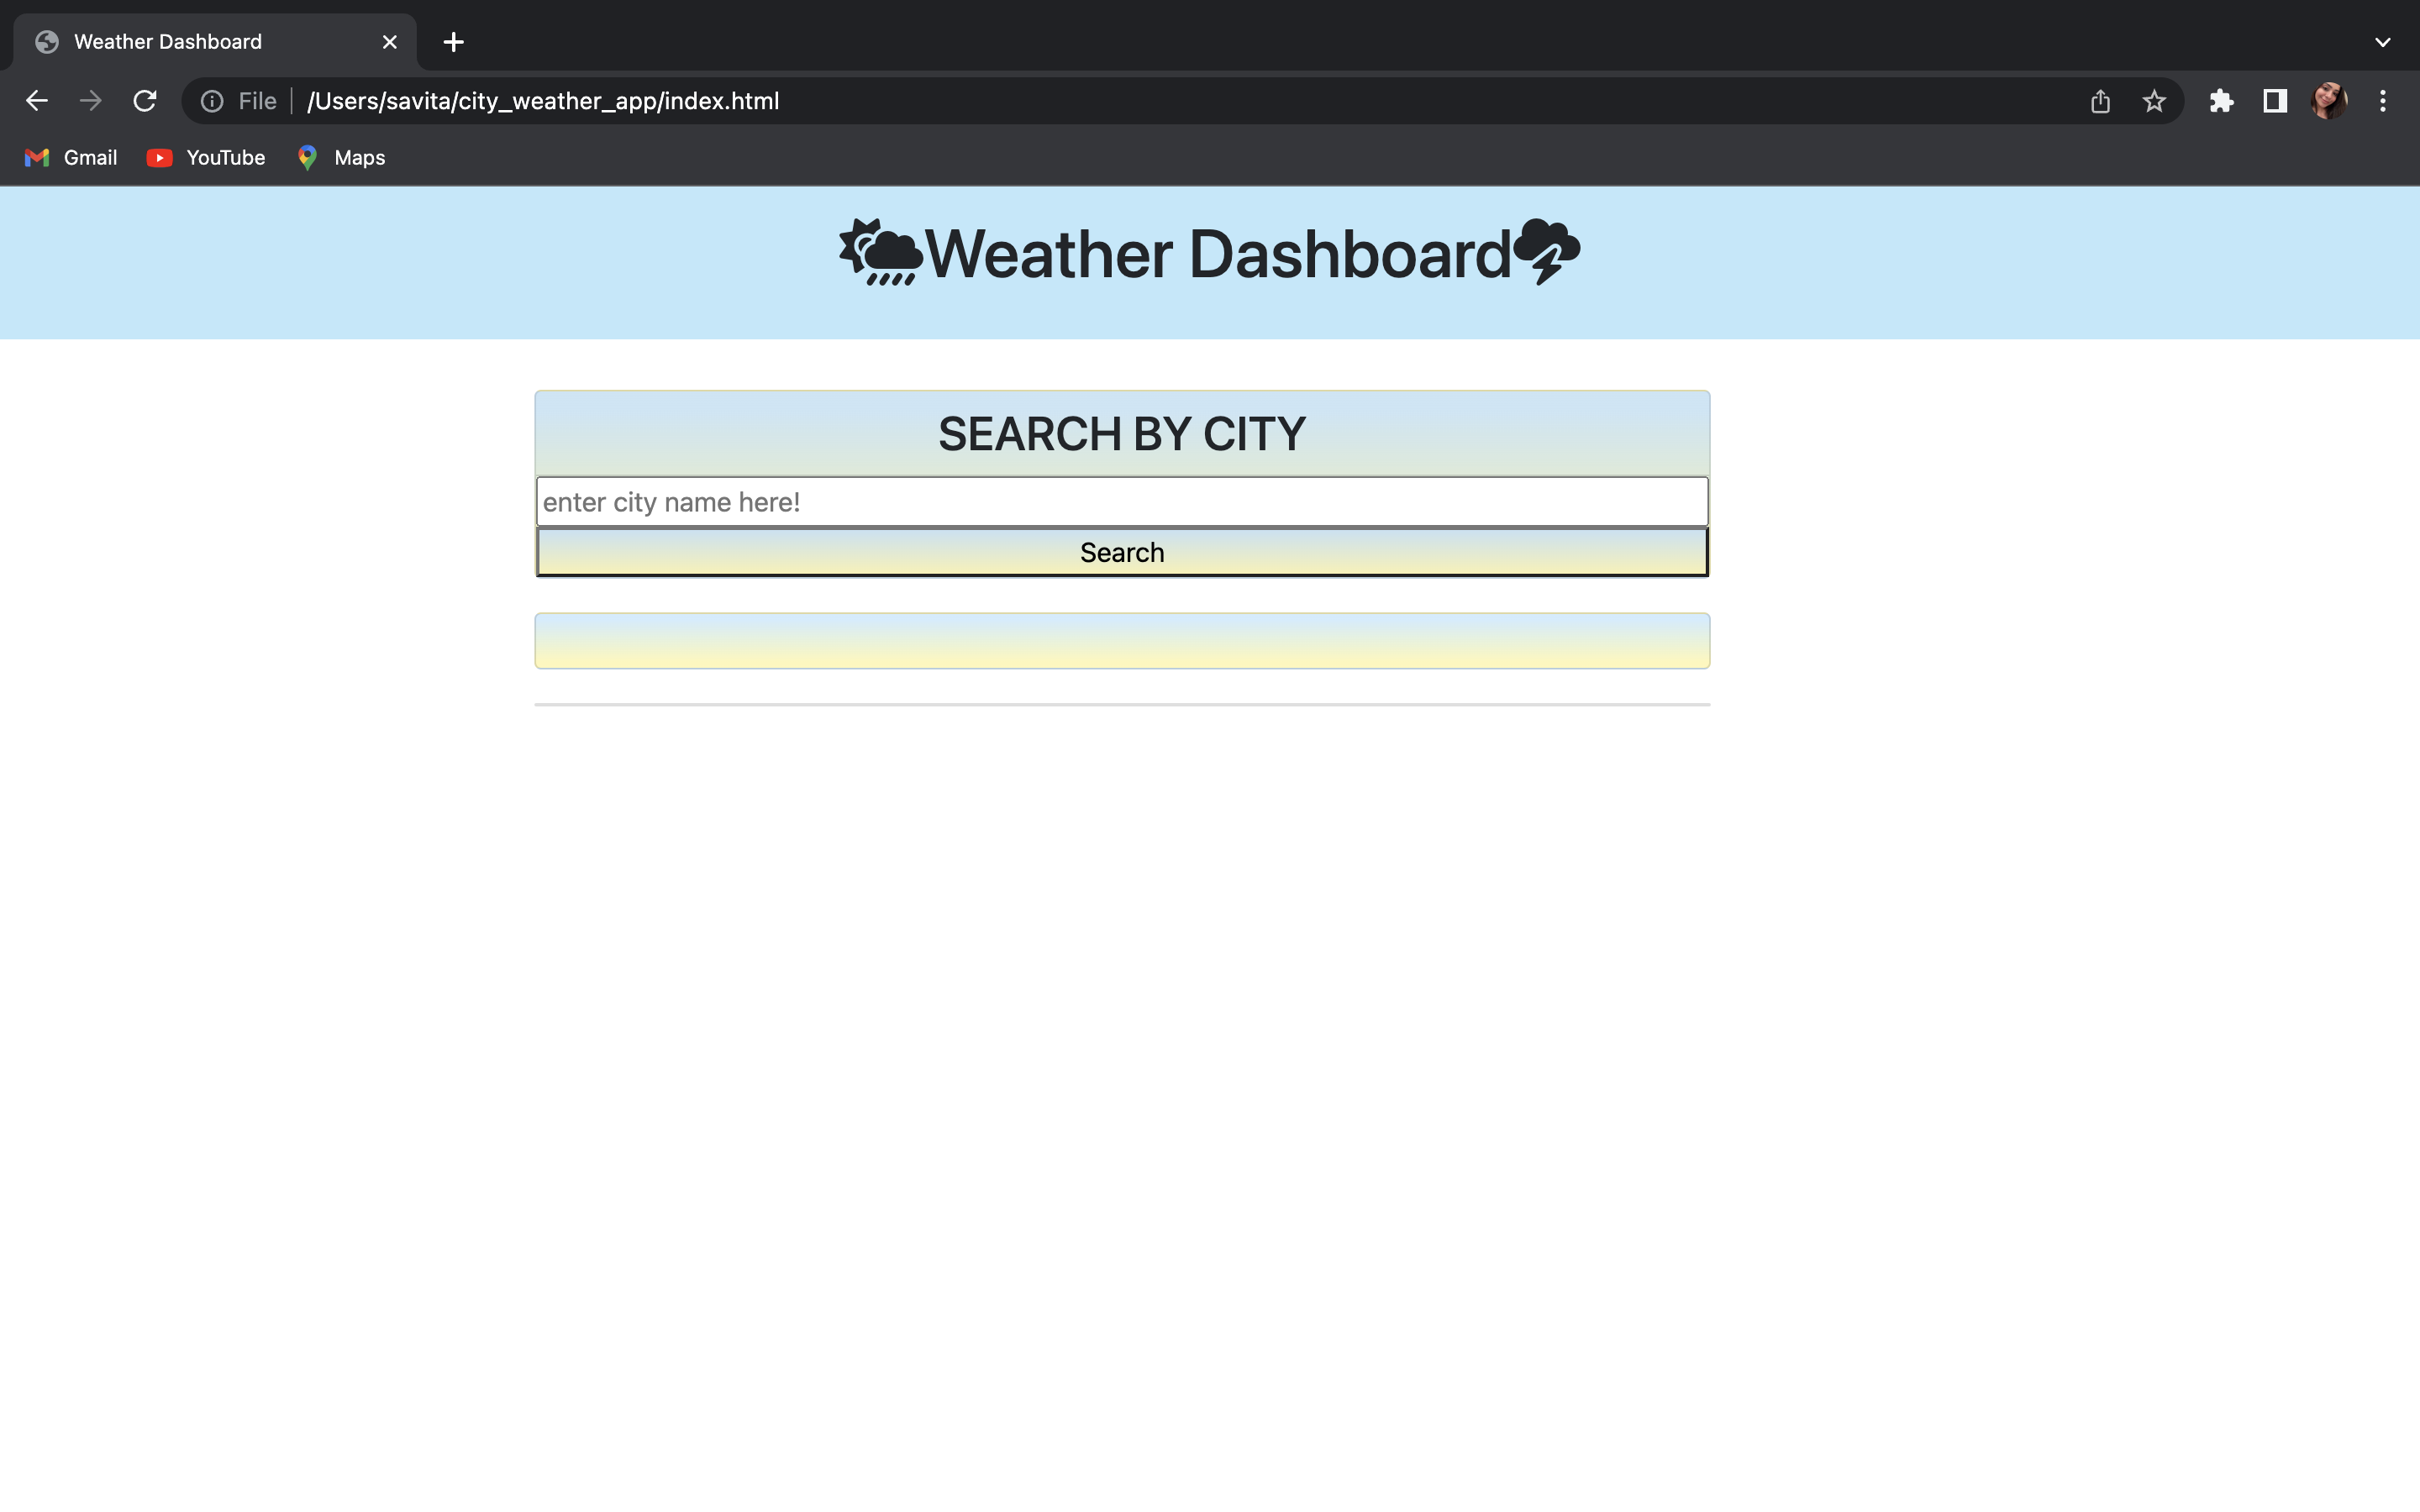 Weather Dashboard
File /Users/savita/city_weather_app/index.html
Gmail YouTube Maps
Weather Dashboard
SEARCH BY CITY
enter city name here!
Search